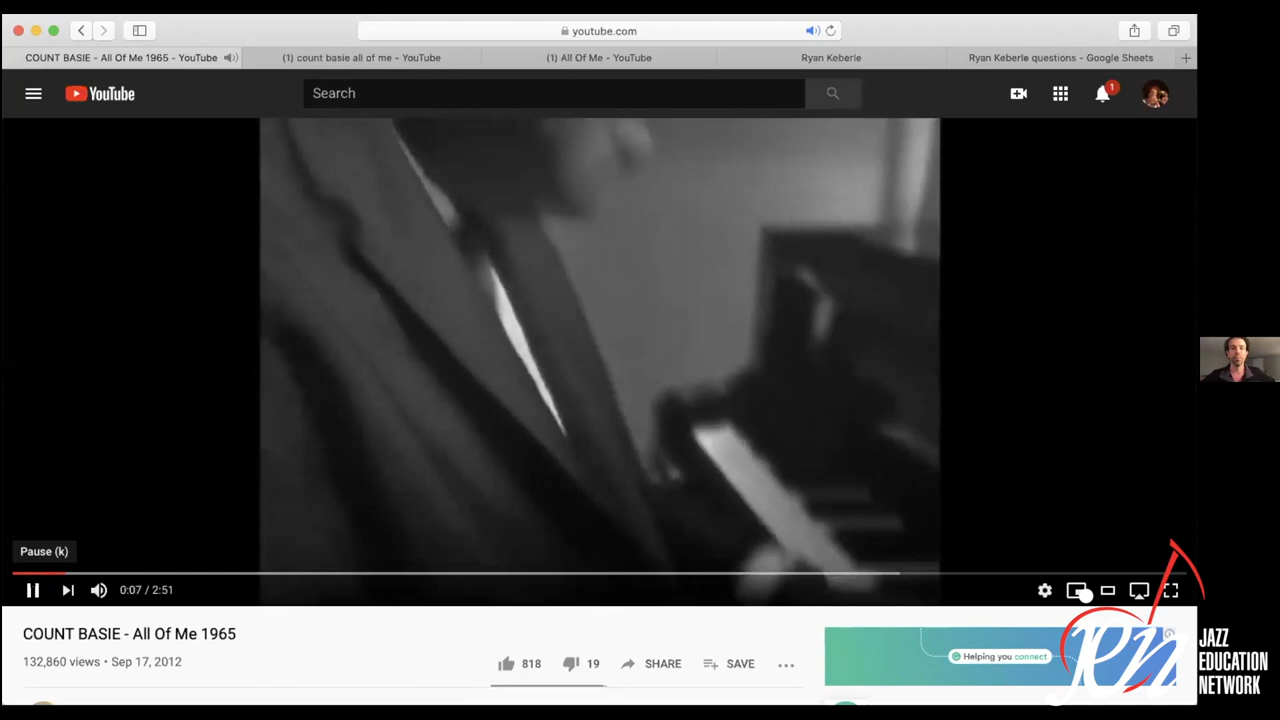 youtube.com
COUNT BASIE - All Of Me 1965 - YouTube
(1) count basie all of me - YouTube
(1) All Of Me - YouTube
Ryan Keberle
Ryan Keberle questions - Google Sheets
YouTube
Search
1
Pause (k)
0:07 / 2:51
COUNT BASIE - All Of Me 1965
132,860 views • Sep 17, 2012
818
19
SHARE
SAVE
Helping you connect
JEN
JAZZ
EDUCATION
NETWORK